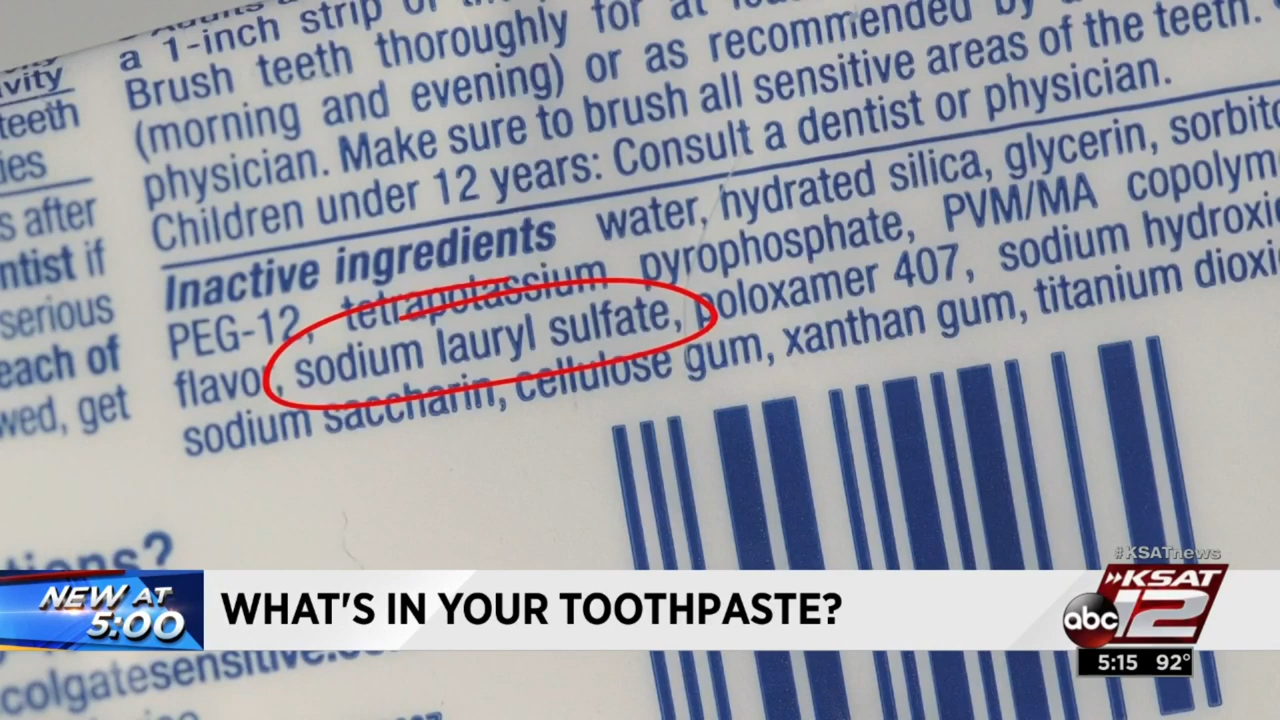 vity
teeth
ies
s after
ntist if
serious
each of
wed, get
a 1-inch strip of the
Brush teeth thoroughly for at
(morning and evening) or as recommended by a
physician. Make sure to brush all sensitive areas of the teeth.
Children under 12 years: Consult a dentist or physician.
Inactive ingredients water, hydrated silica, glycerin, sorbito
PEG-12, tetrapotassium pyrophosphate, PVM/MA copolym
flavor, sodium lauryl sulfate, poloxamer 407, sodium hydroxi
sodium saccharin, cellulose gum, xanthan gum, titanium dioxi
tions?
#KSATnews
NEW AT
5:00
WHAT'S IN YOUR TOOTHPASTE?
KSAT
abc 12
5:15 92°
colgatesensitive.co